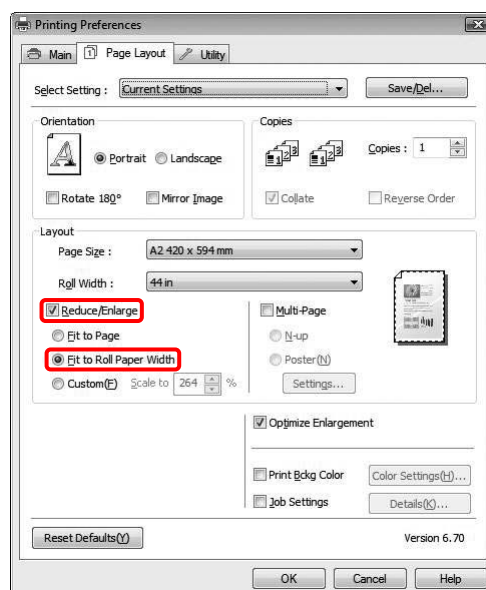 Printing Preferences
Main Page Layout Utility
Select Setting : Current Settings Save/Del...
Orientation
Portrait Landscape
Rotate 180° Mirror Image
Copies
Copies : 1
Collate Reverse Order
Layout
Page Size : A2 420 x 594 mm
Roll Width : 44 in
Reduce/Enlarge
Fit to Page
Fit to Roll Paper Width
Custom(F) Scale to 264 %
Multi-Page
N-up
Poster(N)
Settings...
Optimize Enlargement
Print Bckg Color Color Settings(H)...
Job Settings Details(K)...
Reset Defaults(Y) Version 6.70
OK Cancel Help